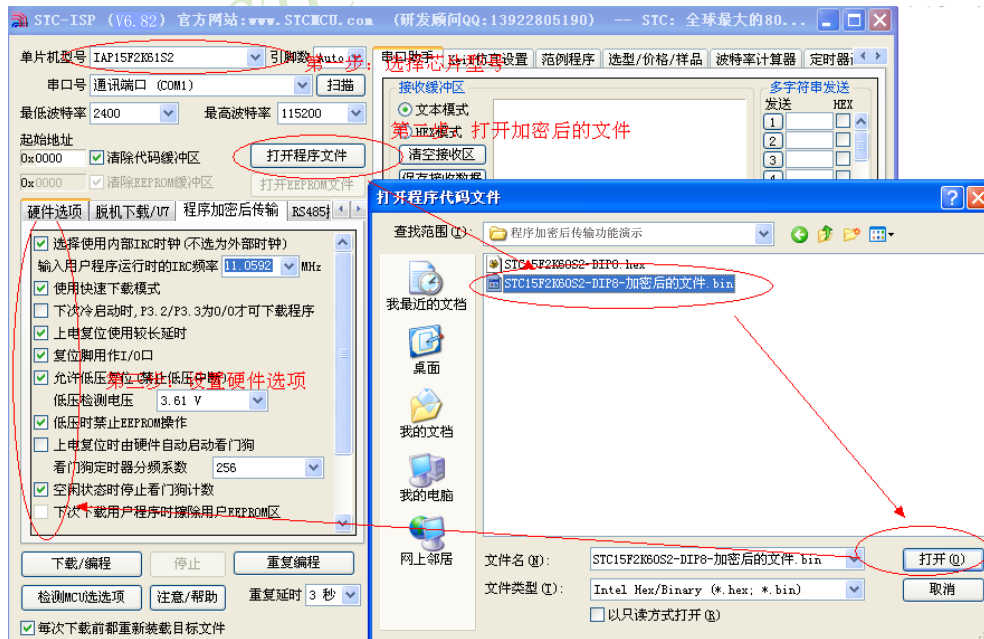 STC-ISP (V6.82) 官方网站:www.STCMCU.com (研发顾问QQ:13922805190) -- STC: 全球最大的80...
单片机型号 IAP15F2K61S2 引脚数 Auto
第一步：选择芯片型号
串口助手 Keil仿真设置 范例程序 选型/价格/样品 波特率计算器 定时器
串口号 通讯端口 (COM1) 扫描
最低波特率 2400 最高波特率 115200
起始地址
0x0000 清除代码缓冲区 打开程序文件
0x0000 清除EEPROM缓冲区 打开EEPROM文件
接收缓冲区
文本模式
HEX模式
清空接收区
保存接收数据
多字符串发送
发送 HEX
1
2
3
4
第二步：打开加密后的文件
硬件选项 脱机下载/U7 程序加密后传输 RS485
选择使用内部IRC时钟(不选为外部时钟)
输入用户程序运行时的IRC频率 11.0592 MHz
使用快速下载模式
下次冷启动时,P3.2/P3.3为0/0才可下载程序
上电复位使用较长延时
复位脚用作I/O口
允许低压复位(禁止低压中断)
第三步：设置硬件选项
低压检测电压 3.61 V
低压时禁止EEPROM操作
上电复位时由硬件自动启动看门狗
看门狗定时器分频系数 256
空闲状态时停止看门狗计数
下次下载用户程序时擦除用户EEPROM区
下载/编程 停止 重复编程
检测MCU选选项 注意/帮助 重复延时 3 秒
每次下载前都重新装载目标文件
打开程序代码文件
查找范围(I): 程序加密后传输功能演示
STC15F2K60S2-DIP8.hex
STC15F2K60S2-DIP8-加密后的文件.bin
我最近的文档
桌面
我的文档
我的电脑
网上邻居
文件名(N): STC15F2K60S2-DIP8-加密后的文件.bin 打开(O)
文件类型(T): Intel Hex/Binary (*.hex; *.bin) 取消
以只读方式打开(R)